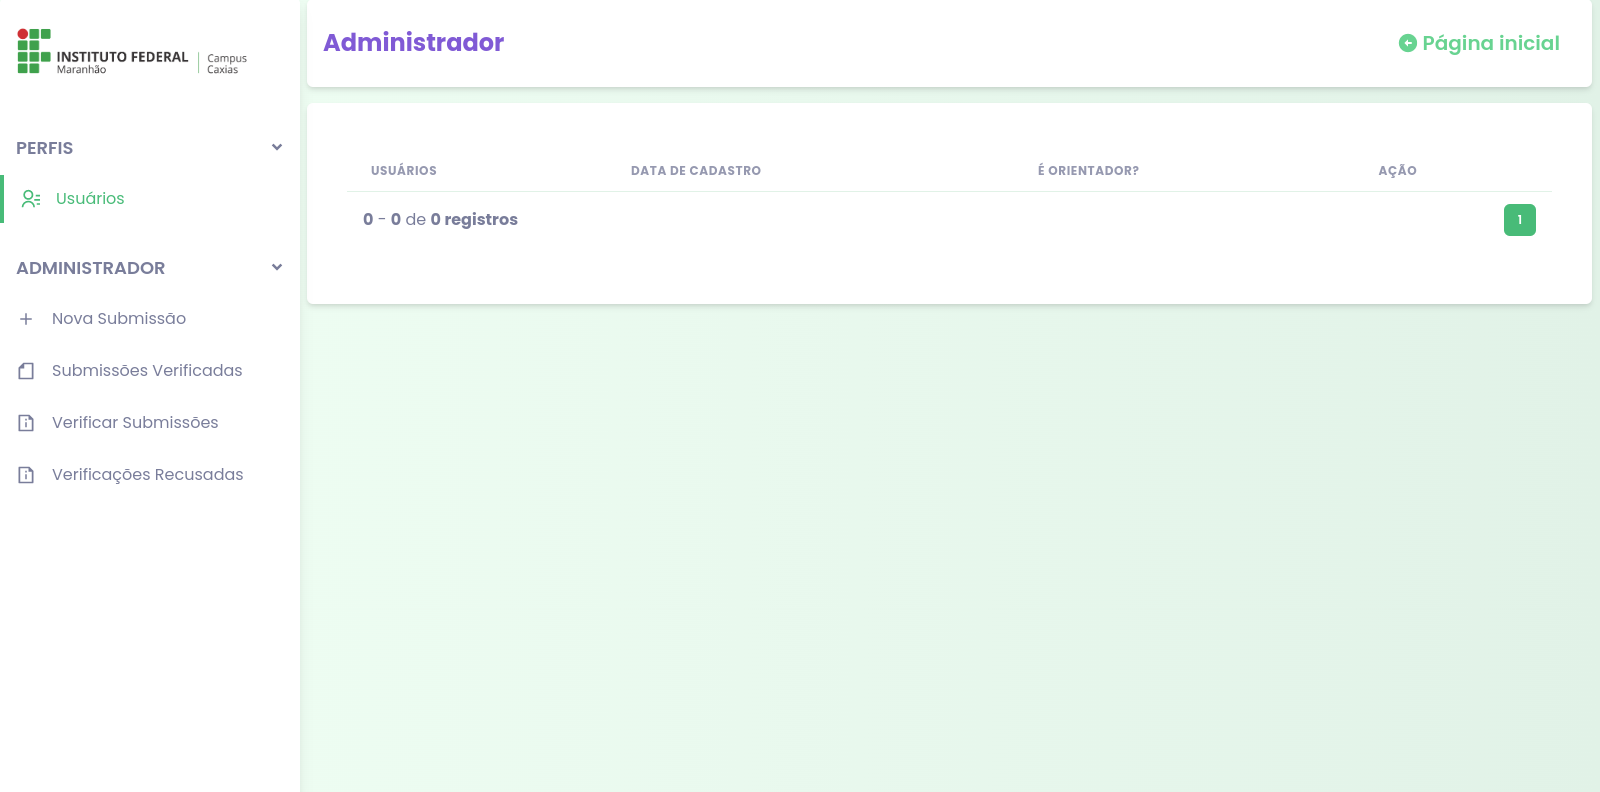 INSTITUTO FEDERAL
Maranhão
Campus
Caxias
PERFIS
Usuários
ADMINISTRADOR
Nova Submissão
Submissões Verificadas
Verificar Submissões
Verificações Recusadas
Administrador
Página inicial
USUÁRIOS DATA DE CADASTRO É ORIENTADOR? AÇÃO
0 - 0 de 0 registros 1